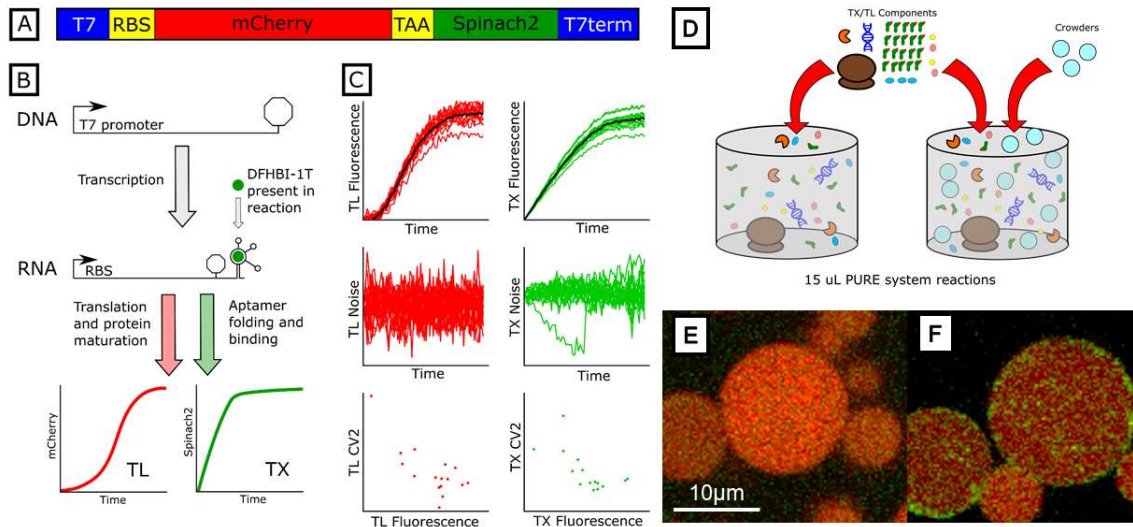 A
T7
RBS
mCherry
TAA
Spinach2
T7term
B
DNA
T7 promoter
Transcription
DFHBI-1T
present in
reaction
RNA
RBS
Translation
and protein
maturation
Aptamer
folding and
binding
mCherry
TL
Time
Spinach2
TX
Time
C
TL Fluorescence
Time
TX Fluorescence
Time
TL Noise
Time
TX Noise
Time
TL CV2
TL Fluorescence
TX CV2
TX Fluorescence
D
TX/TL Components
Crowders
15 uL PURE system reactions
E
10μm
F